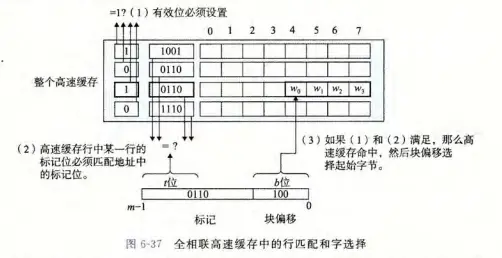 =1?（1）有效位必须设置
0 1 2 3 4 5 6 7
1 1001
0 0110
整个高速缓存
1 0110 w₀ w₁ w₂ w₃
0 1110
（2）高速缓存行中某一行的
标记位必须匹配地址中
的标记位。
= ?
（3）如果（1）和（2）满足，那么高
速缓存命中，然后块偏移选
择起始字节。
t位 b位
0110 100
m-1 0
标记 块偏移
图 6-37 全相联高速缓存中的行匹配和字选择